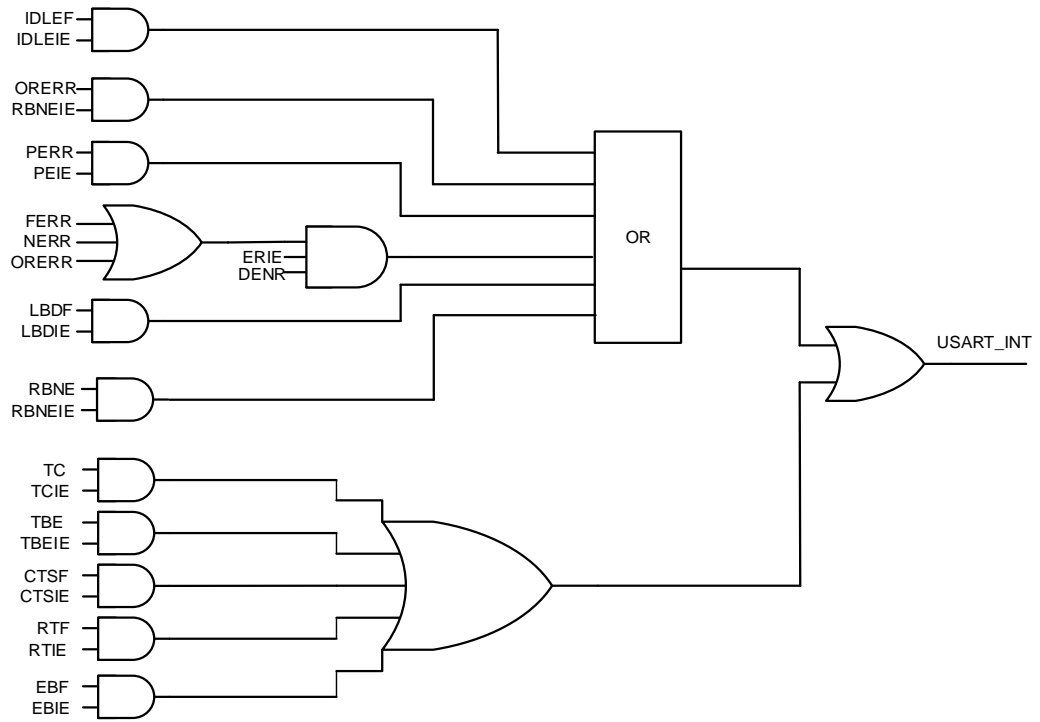 IDLEF
IDLEIE
ORERR
RBNEIE
PERR
PEIE
FERR
NERR
ORERR
ERIE
DENR
OR
LBDF
LBDIE
USART_INT
RBNE
RBNEIE
TC
TCIE
TBE
TBEIE
CTSF
CTSIE
RTF
RTIE
EBF
EBIE